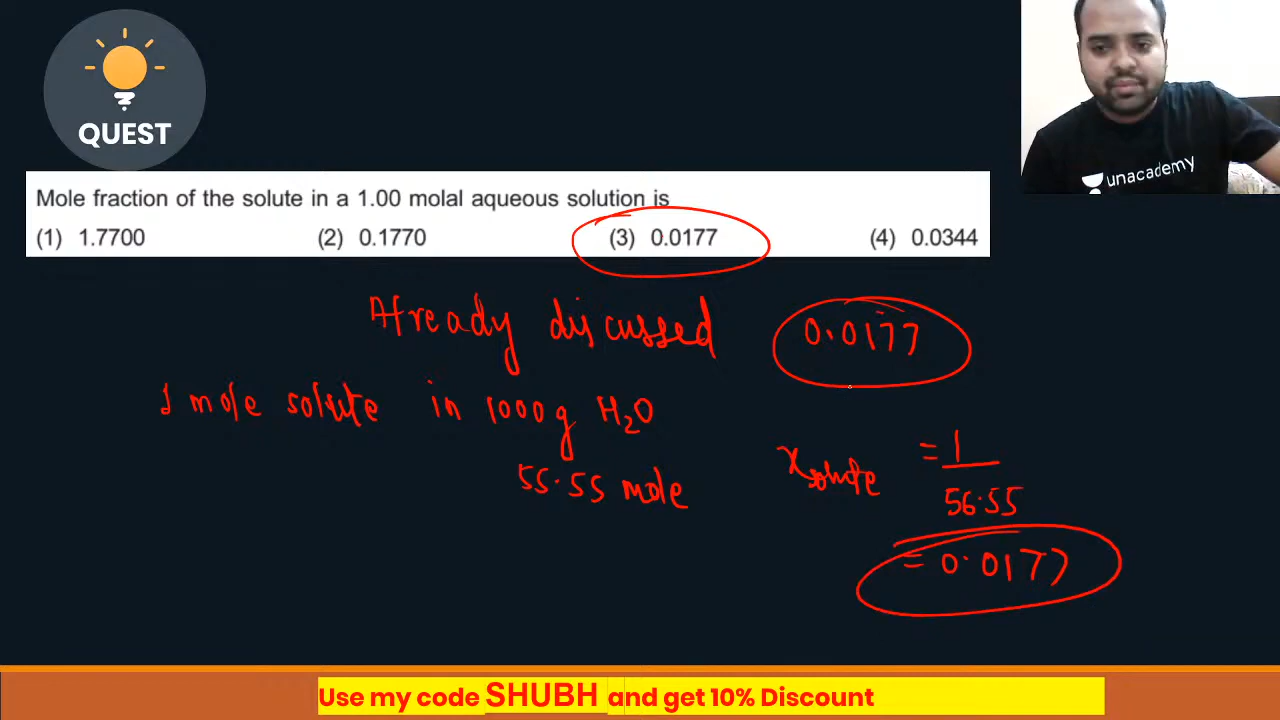 QUEST
unacademy
Mole fraction of the solute in a 1.00 molal aqueous solution is
(1) 1.7700 (2) 0.1770 (3) 0.0177 (4) 0.0344
Already discussed 0.0177
1 mole solute in 1000g H₂O
55.55 mole
x solute = 1/56.55
= 0.0177
Use my code SHUBH and get 10% Discount